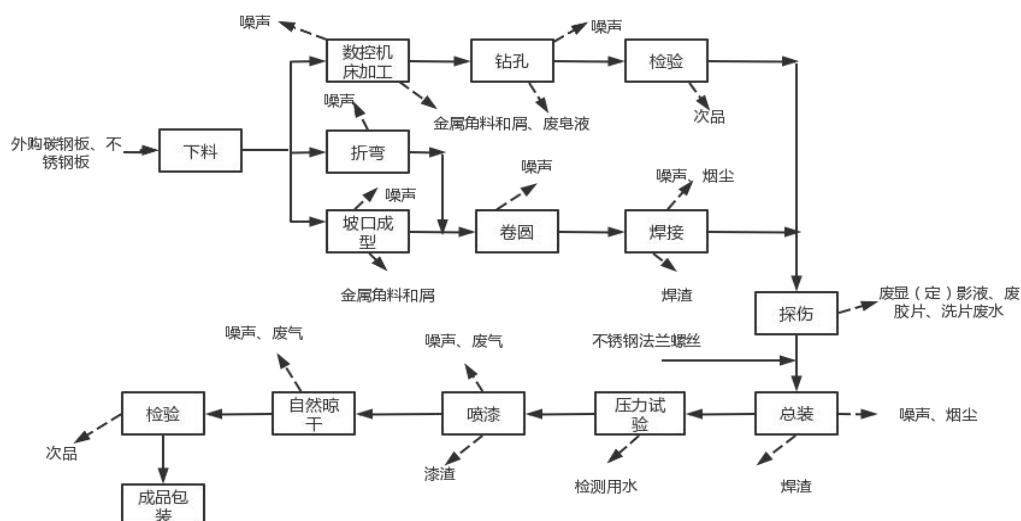 噪声
数控机
床加工
钻孔
噪声
检验
噪声
金属角料和屑、废皂液
次品
外购碳钢板、不
锈钢板
下料
折弯
噪声
噪声
噪声、烟尘
坡口成
型
卷圆
焊接
金属角料和屑
焊渣
探伤
废显（定）影液、废
胶片、洗片废水
噪声、废气
噪声、废气
不锈钢法兰螺丝
检验
自然晾
干
喷漆
压力试
验
总装
噪声、烟尘
次品
漆渣
检测用水
焊渣
成品包
装